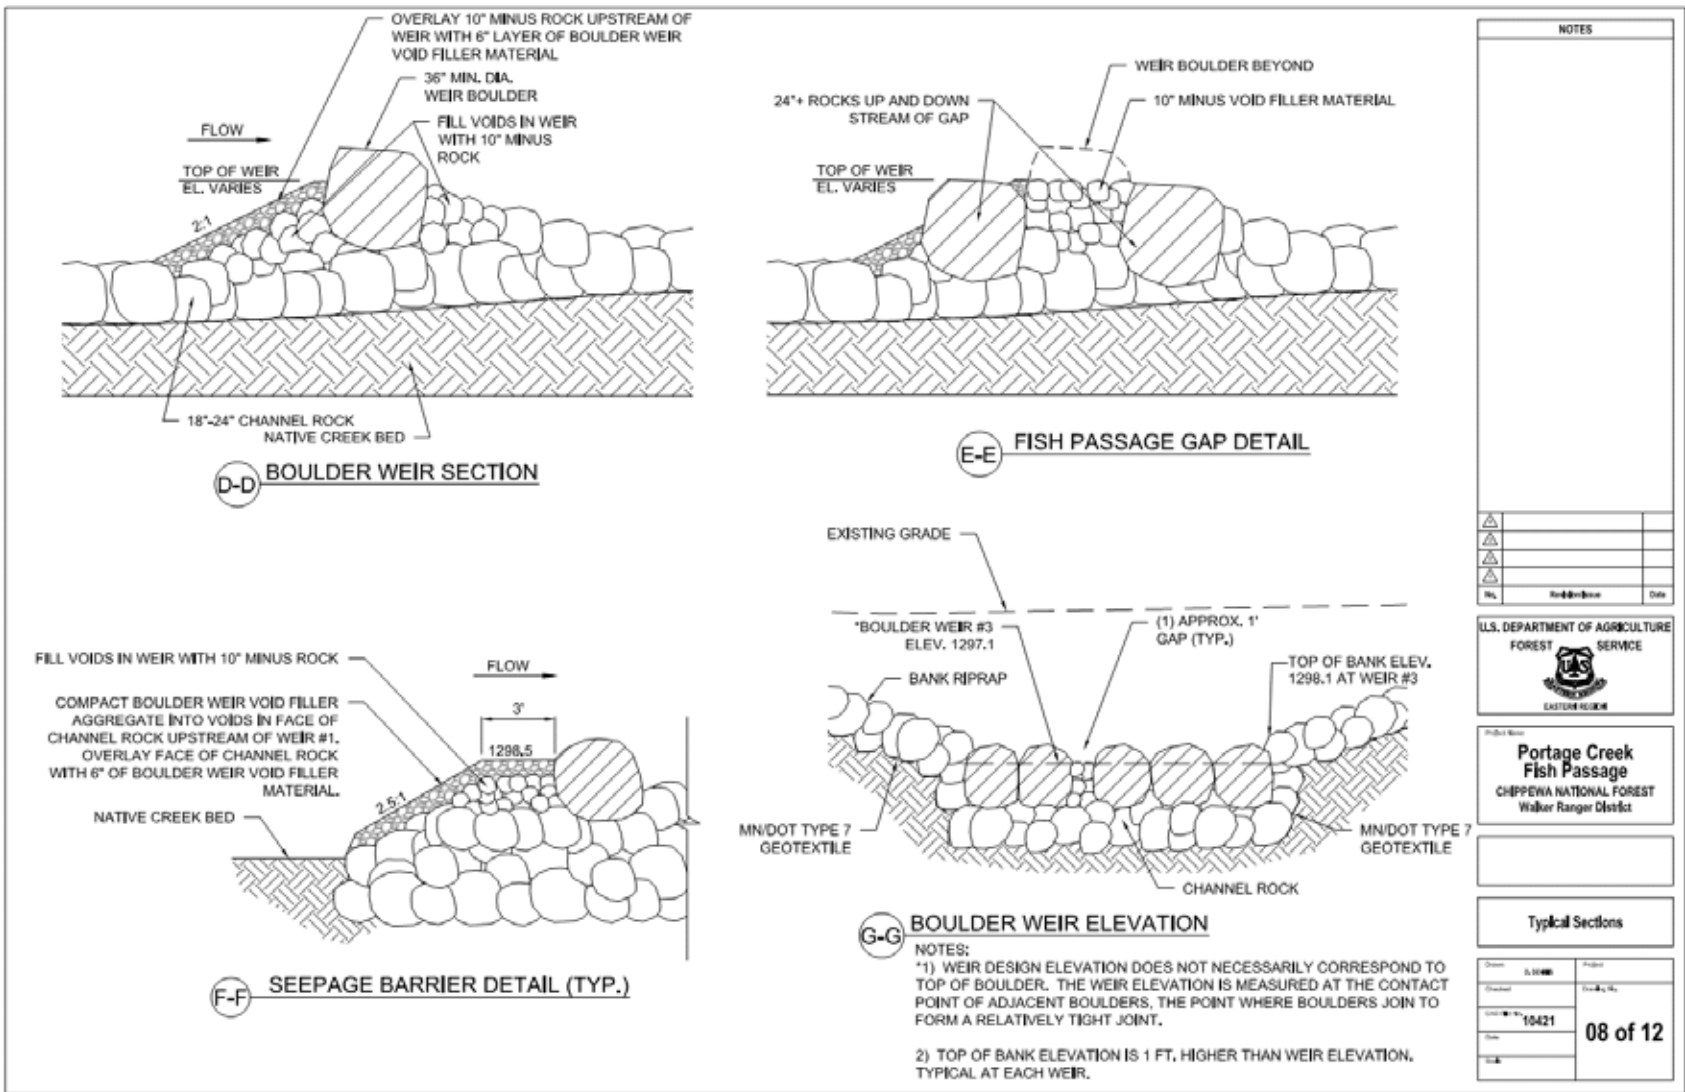 OVERLAY 10" MINUS ROCK UPSTREAM OF
WEIR WITH 6" LAYER OF BOULDER WEIR
VOID FILLER MATERIAL
36" MIN. DIA.
WEIR BOULDER
FILL VOIDS IN WEIR
WITH 10" MINUS
ROCK
FLOW
TOP OF WEIR
EL. VARIES
2:1
18"-24" CHANNEL ROCK
NATIVE CREEK BED
D-D BOULDER WEIR SECTION
WEIR BOULDER BEYOND
24"+ ROCKS UP AND DOWN
STREAM OF GAP
10" MINUS VOID FILLER MATERIAL
TOP OF WEIR
EL. VARIES
E-E FISH PASSAGE GAP DETAIL
FILL VOIDS IN WEIR WITH 10" MINUS ROCK
FLOW
3'
COMPACT BOULDER WEIR VOID FILLER
AGGREGATE INTO VOIDS IN FACE OF
CHANNEL ROCK UPSTREAM OF WEIR #1.
OVERLAY FACE OF CHANNEL ROCK
WITH 6" OF BOULDER WEIR VOID FILLER
MATERIAL.
1298.5
2.5:1
NATIVE CREEK BED
F-F SEEPAGE BARRIER DETAIL (TYP.)
EXISTING GRADE
*BOULDER WEIR #3
ELEV. 1297.1
(1) APPROX. 1'
GAP (TYP.)
BANK RIPRAP
TOP OF BANK ELEV.
1298.1 AT WEIR #3
MN/DOT TYPE 7
GEOTEXTILE
MN/DOT TYPE 7
GEOTEXTILE
CHANNEL ROCK
G-G BOULDER WEIR ELEVATION
NOTES:
*1) WEIR DESIGN ELEVATION DOES NOT NECESSARILY CORRESPOND TO
TOP OF BOULDER. THE WEIR ELEVATION IS MEASURED AT THE CONTACT
POINT OF ADJACENT BOULDERS, THE POINT WHERE BOULDERS JOIN TO
FORM A RELATIVELY TIGHT JOINT.
2) TOP OF BANK ELEVATION IS 1 FT. HIGHER THAN WEIR ELEVATION.
TYPICAL AT EACH WEIR.
NOTES
No. Revision/Issue Date
U.S. DEPARTMENT OF AGRICULTURE
FOREST SERVICE
EASTERN REGION
Project Name
Portage Creek
Fish Passage
CHIPPEWA NATIONAL FOREST
Walker Ranger District
Typical Sections
Drawn
Project
Checked
Drawing No.
10421
Date
08 of 12
Scale